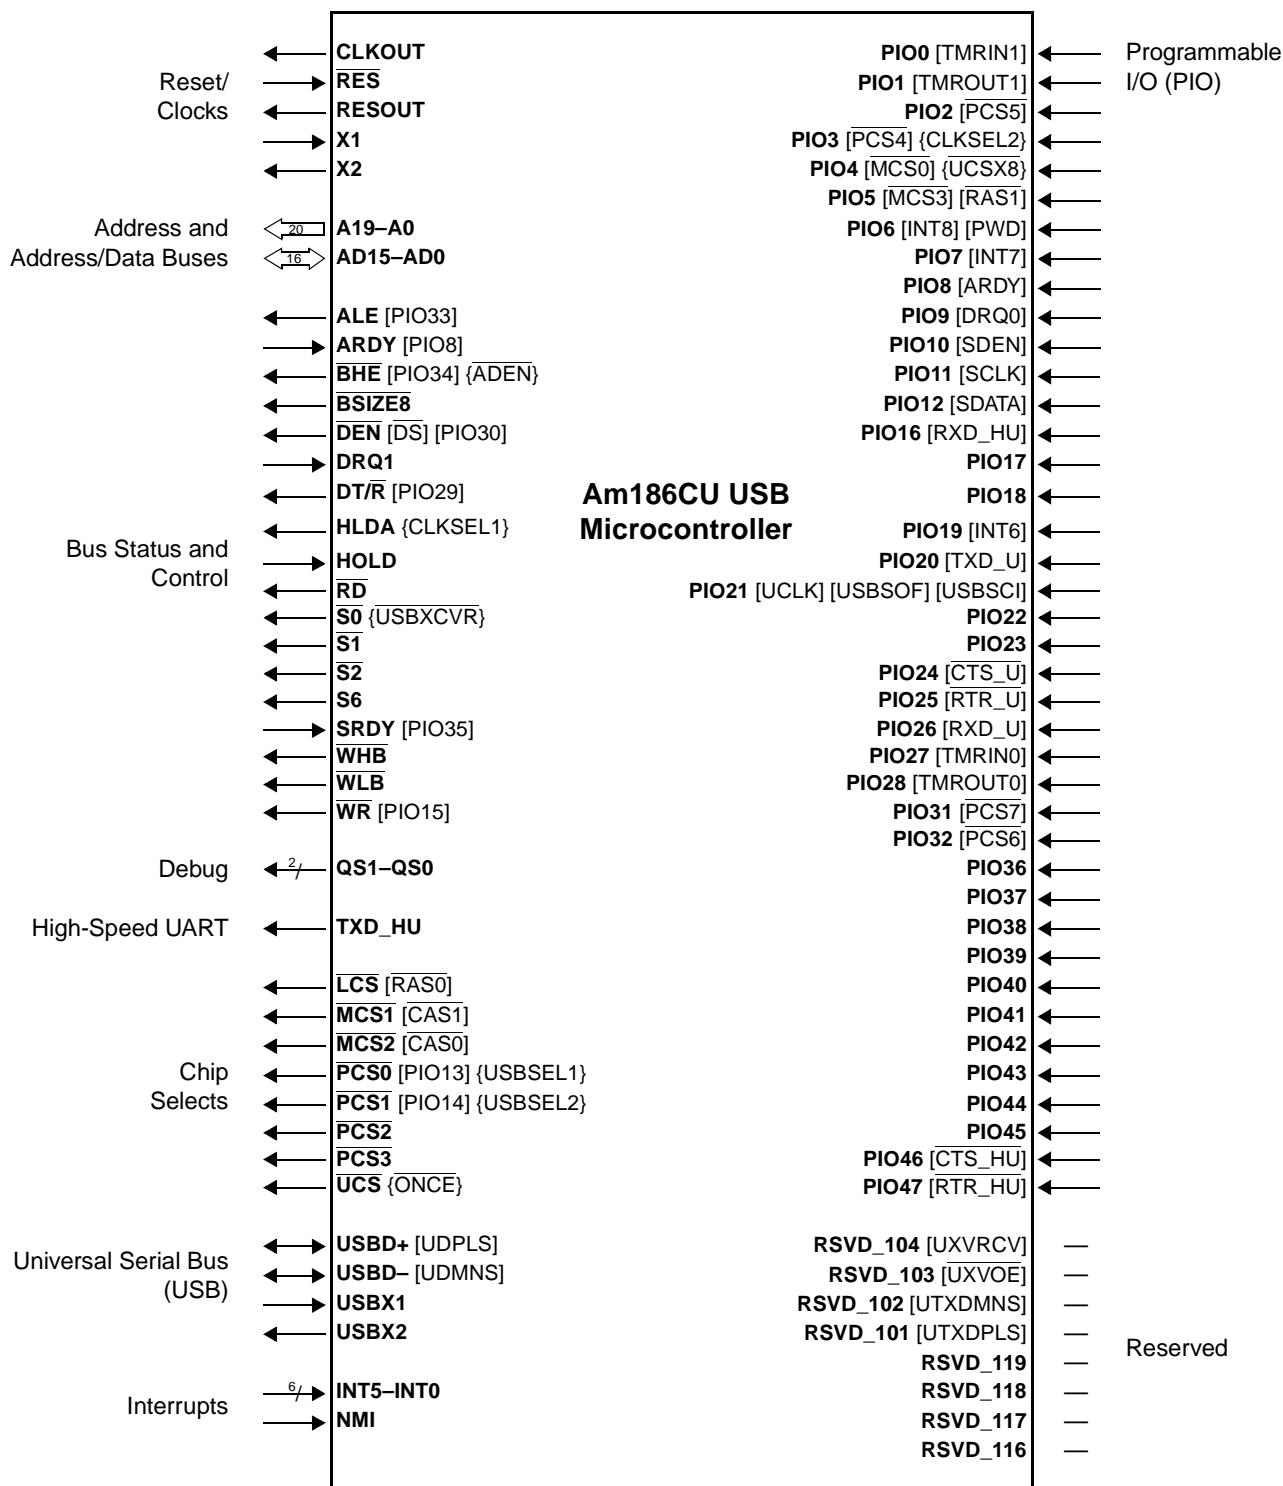 CLKOUT
Reset/ RES
Clocks RESOUT
X1
X2
Address and 20 A19–A0
Address/Data Buses 16 AD15–AD0
ALE [PIO33]
ARDY [PIO8]
BHE [PIO34] {ADEN}
BSIZE8
DEN [DS] [PIO30]
DRQ1
DT/R [PIO29]
HLDA {CLKSEL1}
Bus Status and
Control
HOLD
RD
S0 {USBXCVR}
S1
S2
S6
SRDY [PIO35]
WHB
WLB
WR [PIO15]
Debug 2 QS1–QS0
High-Speed UART TXD_HU
LCS [RAS0]
MCS1 [CAS1]
MCS2 [CAS0]
Chip PCS0 [PIO13] {USBSEL1}
Selects PCS1 [PIO14] {USBSEL2}
PCS2
PCS3
UCS {ONCE}
Universal Serial Bus
(USB)
USBD+ [UDPLS]
USBD– [UDMNS]
USBX1
USBX2
Interrupts
6 INT5–INT0
NMI
Am186CU USB
Microcontroller
PIO0 [TMRIN1] Programmable
PIO1 [TMROUT1] I/O (PIO)
PIO2 [PCS5]
PIO3 [PCS4] {CLKSEL2}
PIO4 [MCS0] {UCSX8}
PIO5 [MCS3] [RAS1]
PIO6 [INT8] [PWD]
PIO7 [INT7]
PIO8 [ARDY]
PIO9 [DRQ0]
PIO10 [SDEN]
PIO11 [SCLK]
PIO12 [SDATA]
PIO16 [RXD_HU]
PIO17
PIO18
PIO19 [INT6]
PIO20 [TXD_U]
PIO21 [UCLK] [USBSOF] [USBSCI]
PIO22
PIO23
PIO24 [CTS_U]
PIO25 [RTR_U]
PIO26 [RXD_U]
PIO27 [TMRIN0]
PIO28 [TMROUT0]
PIO31 [PCS7]
PIO32 [PCS6]
PIO36
PIO37
PIO38
PIO39
PIO40
PIO41
PIO42
PIO43
PIO44
PIO45
PIO46 [CTS_HU]
PIO47 [RTR_HU]
RSVD_104 [UXVRCV] —
RSVD_103 [UXVOE] —
RSVD_102 [UTXDMNS] —
RSVD_101 [UTXDPLS] —
Reserved
RSVD_119 —
RSVD_118 —
RSVD_117 —
RSVD_116 —